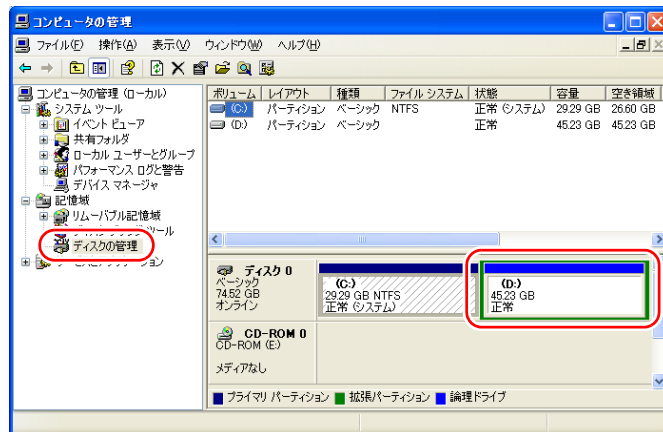 コンピュータの管理
ファイル(F) 操作(A) 表示(V) ウィンドウ(W) ヘルプ(H)
コンピュータの管理 (ローカル)
システム ツール
イベント ビューア
共有フォルダ
ローカル ユーザーとグループ
パフォーマンス ログと警告
デバイス マネージャ
記憶域
リムーバブル記憶域
ツール
ディスクの管理
ション
ボリューム レイアウト 種類 ファイル システム 状態 容量 空き領域
(C:) パーティション ベーシック NTFS 正常 (システム) 29.29 GB 26.60 GB
(D:) パーティション ベーシック 正常 45.23 GB 45.23 GB
ディスク 0
ベーシック
74.52 GB
オンライン
(C:)
29.29 GB NTFS
正常 (システム)
(D:)
45.23 GB
正常
CD-ROM 0
CD-ROM (E:)
メディアなし
プライマリ パーティション 拡張パーティション 論理ドライブ